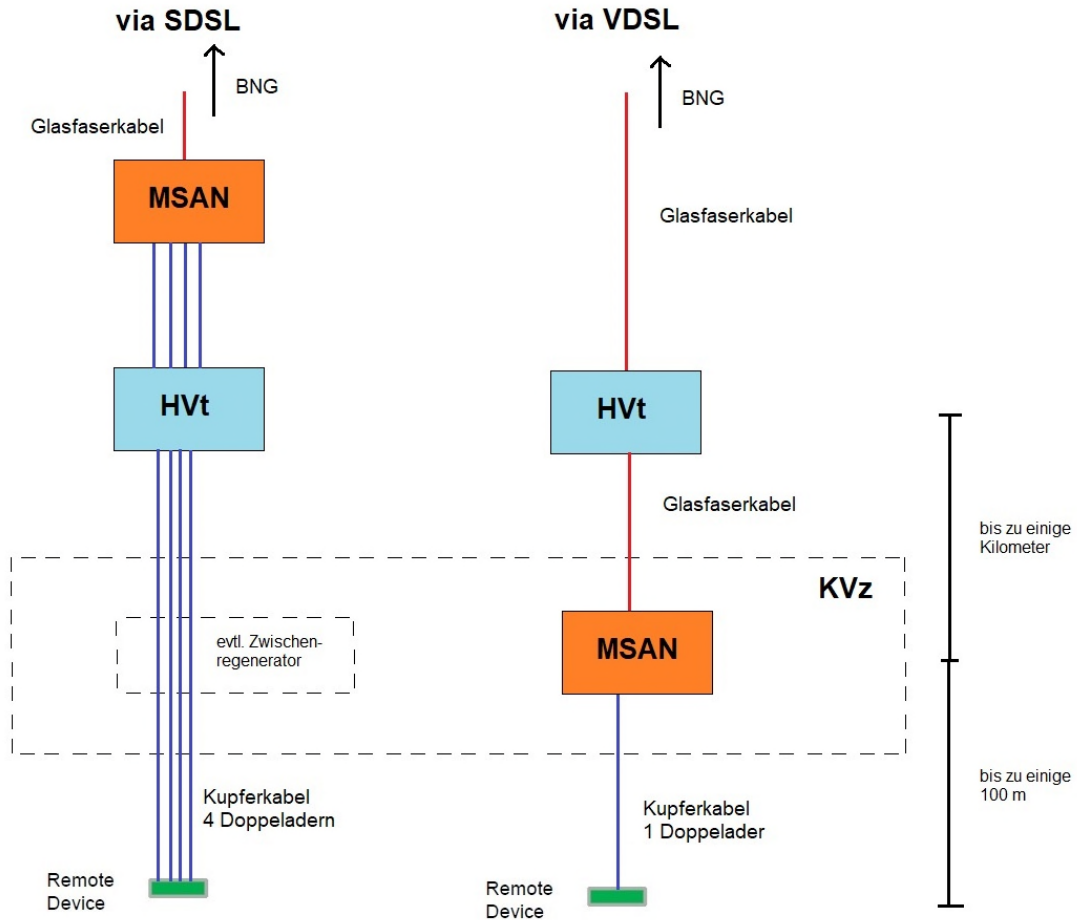 via SDSL
BNG
Glasfaserkabel
MSAN
HVt
evtl. Zwischen-
regenerator
Kupferkabel
4 Doppeladern
Remote
Device
via VDSL
BNG
Glasfaserkabel
HVt
Glasfaserkabel
KVz
MSAN
Kupferkabel
1 Doppelader
Remote
Device
bis zu einige
Kilometer
bis zu einige
100 m